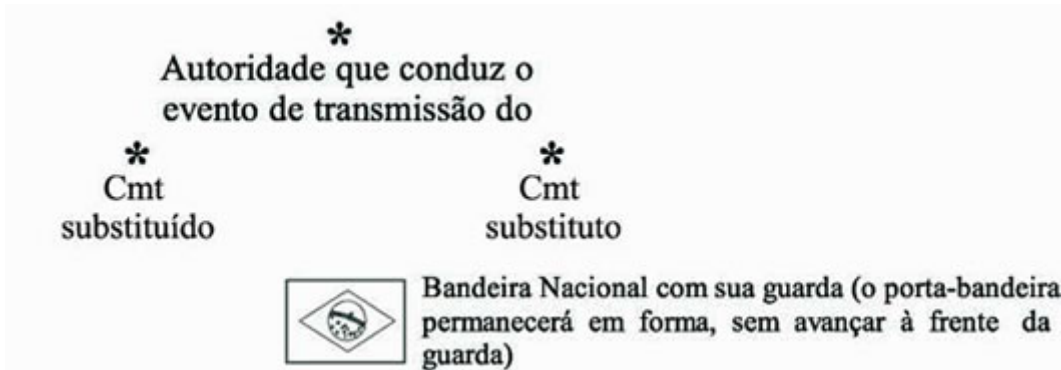 *
Autoridade que conduz o
evento de transmissão do
* *
Cmt Cmt
substituído substituto
Bandeira Nacional com sua guarda (o porta-bandeira
permanecerá em forma, sem avançar à frente da
guarda)